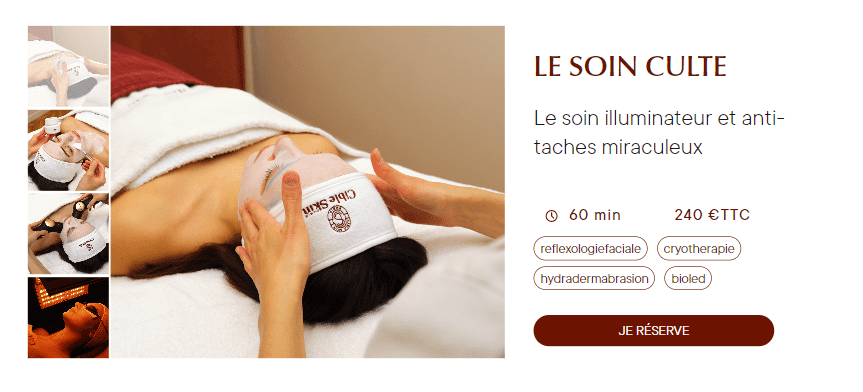 LE SOIN CULTE
Le soin illuminateur et anti-
taches miraculeux
60 min
240 €TTC
reflexologiefaciale
cryotherapie
hydradermabrasion
bioled
JE RÉSERVE
Cible Skin